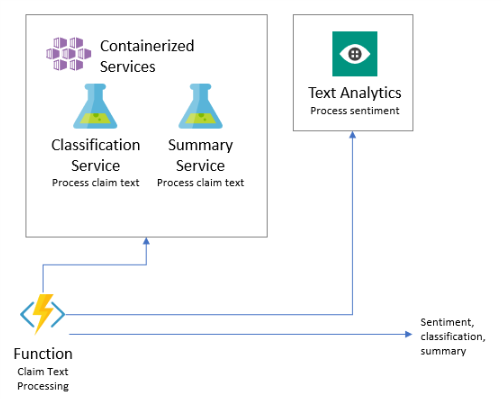 Containerized
Services
Classification
Service
Process claim text
Summary
Service
Process claim text
Text Analytics
Process sentiment
Function
Claim Text
Processing
Sentiment,
classification,
summary